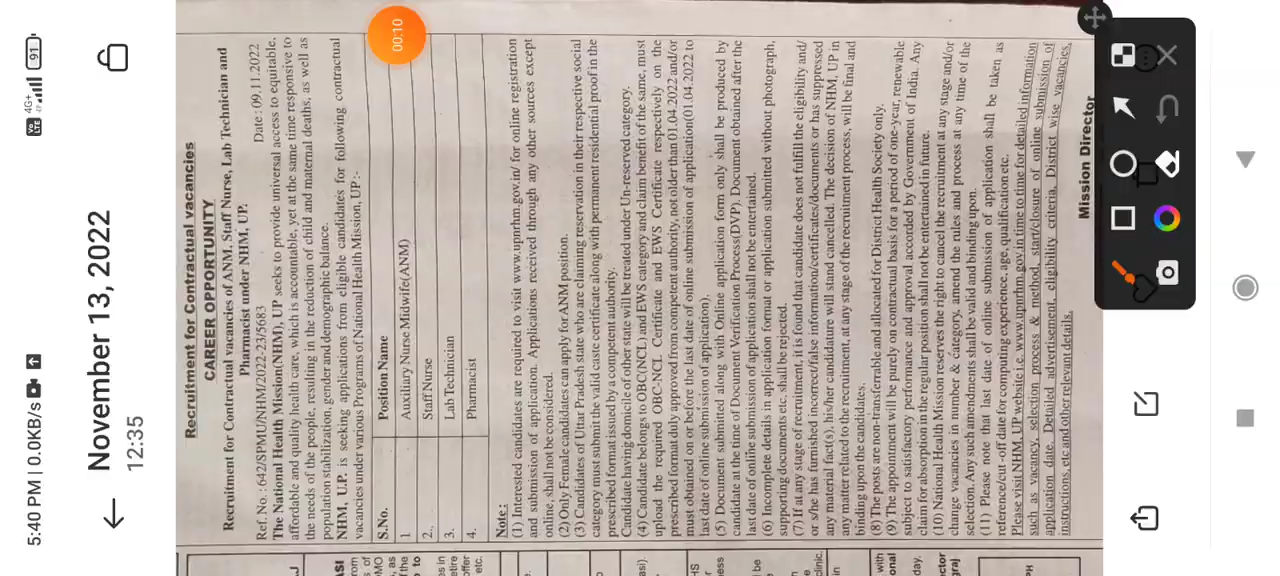 5:40 PM | 0.0KB/s
4G+
Vo LTE
91
November 13, 2022
12:35
00:10
Recruitment for Contractual vacancies
CAREER OPPORTUNITY
Recruitment for Contractual vacancies of ANM, Staff Nurse, Lab Technician and
Pharmacist under NHM, UP.
Ref. No. : 642/SPMU/NHM/2022-23/5683 Date : 09.11.2022
The National Health Mission(NHM), UP seeks to provide universal access to equitable,
affordable and quality health care, which is accountable, yet at the same time responsive to
the needs of the people, resulting in the reduction of child and maternal deaths, as well as
population stabilization, gender and demographic balance.
NHM, U.P. is seeking applications from eligible candidates for following contractual
vacancies under various Programs of National Health Mission, UP:-
S.No. Position Name
1 Auxiliary Nurse Midwife(ANM)
2.. Staff Nurse
3. Lab Technician
4. Pharmacist
Note:
(1) Interested candidates are required to visit www.upnrhm.gov.in/ for online registration
and submission of application. Applications received through any other sources except
online, shall not be considered.
(2) Only Female candidates can apply for ANM position.
(3) Candidates of Uttar Pradesh state who are claiming reservation in their respective social
category must submit the valid caste certificate along with permanent residential proof in the
prescribed format issued by a competent authority.
Candidate having domicile of other state will be treated under Un-reserved category.
(4) Candidate belongs to OBC(NCL) and EWS category and claim benefit of the same, must
upload the required OBC-NCL Certificate and EWS Certificate respectively on the
prescribed format duly approved from competent authority, not older than 01.04.2022 and/or
must obtained on or before the last date of online submission of application(01.04.2022 to
last date of online submission of application).
(5) Document submitted along with Online application form only shall be produced by
candidate at the time of Document Verification Process(DVP). Document obtained after the
last date of online submission of application shall not be entertained.
(6) Incomplete details in application format or application submitted without photograph,
supporting documents etc, shall be rejected.
(7) If at any stage of recruitment, it is found that candidate does not fulfill the eligibility and/
or s/he has furnished incorrect/false information/certificates/documents or has suppressed
any material fact(s), his/her candidature will stand cancelled. The decision of NHM, UP in
any matter related to the recruitment, at any stage of the recruitment process, will be final and
binding upon the candidates.
(8) The posts are non-transferrable and allocated for District Health Society only.
(9) The appointment will be purely on contractual basis for a period of one-year, renewable
subject to satisfactory performance and approval accorded by Government of India. Any
claim for absorption in the regular position shall not be entertained in future.
(10) National Health Mission reserves the right to cancel the recruitment at any stage and/or
change vacancies in number & category, amend the rules and process at any time of the
selection. Any such amendments shall be valid and binding upon.
(11) Please note that last date of online submission of application shall be taken as
reference/cut-off date for computing experience, age, qualification etc.
Please visit NHM, UP website i.e. www.upnrhm.gov.in time to time for detailed information
such as vacancy, selection process & method, start/closure of online submission of
application date. Detailed advertisement, eligibility criteria, District wise vacancies,
instructions, etc and other relevant details.
Mission Director